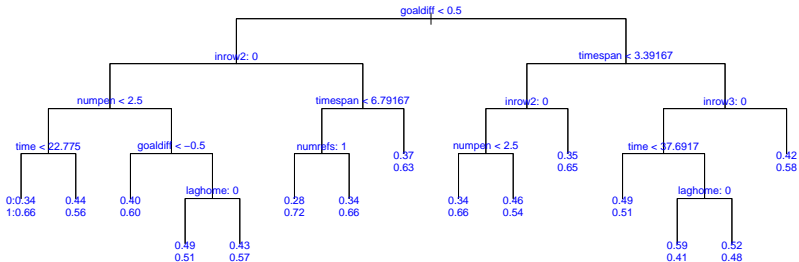 goaldiff < 0.5
inrow2: 0
timespan < 3.39167
numpen < 2.5
timespan < 6.79167
inrow2: 0
inrow3: 0
time < 22.775
goaldiff < −0.5
numrefs: 1
0.37
0.63
numpen < 2.5
0.35
0.65
time < 37.6917
0.42
0.58
0:0.34
1:0.66
0.44
0.56
0.40
0.60
laghome: 0
0.28
0.72
0.34
0.66
0.34
0.66
0.46
0.54
0.49
0.51
laghome: 0
0.49
0.51
0.43
0.57
0.59
0.41
0.52
0.48